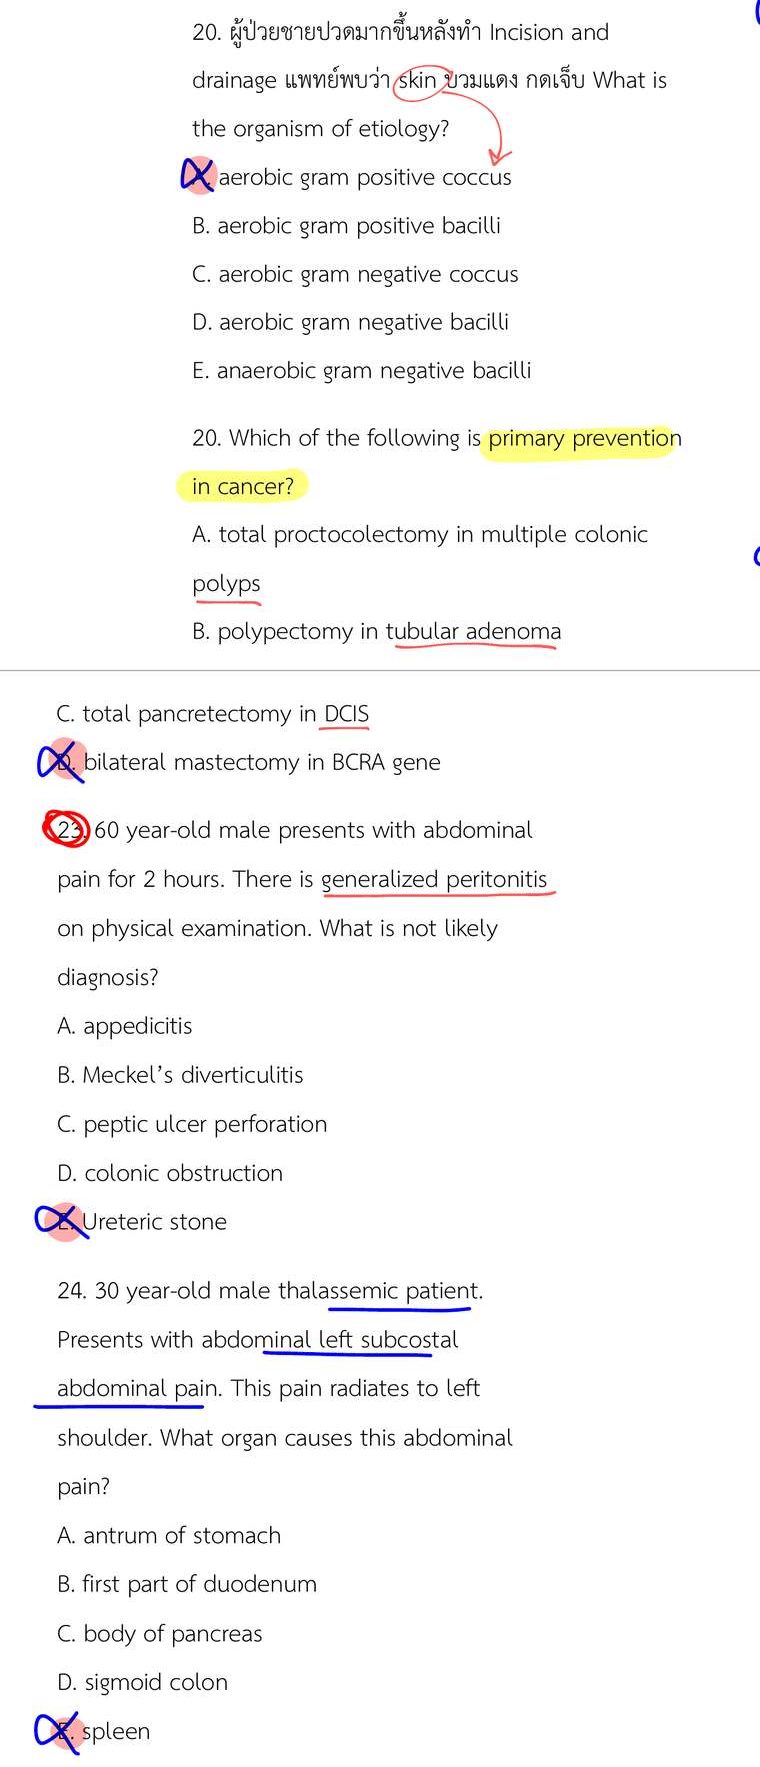 20. ผู้ป่วยชายปวดมากขึ้นหลังทำ Incision and
drainage แพทย์พบว่า skin บวมแดง กดเจ็บ What is
the organism of etiology?
aerobic gram positive coccus
B. aerobic gram positive bacilli
C. aerobic gram negative coccus
D. aerobic gram negative bacilli
E. anaerobic gram negative bacilli
20. Which of the following is primary prevention
in cancer?
A. total proctocolectomy in multiple colonic
polyps
B. polypectomy in tubular adenoma
C. total pancretectomy in DCIS
D. bilateral mastectomy in BCRA gene
23. 60 year-old male presents with abdominal
pain for 2 hours. There is generalized peritonitis
on physical examination. What is not likely
diagnosis?
A. appedicitis
B. Meckel's diverticulitis
C. peptic ulcer perforation
D. colonic obstruction
E. Ureteric stone
24. 30 year-old male thalassemic patient.
Presents with abdominal left subcostal
abdominal pain. This pain radiates to left
shoulder. What organ causes this abdominal
pain?
A. antrum of stomach
B. first part of duodenum
C. body of pancreas
D. sigmoid colon
E. spleen